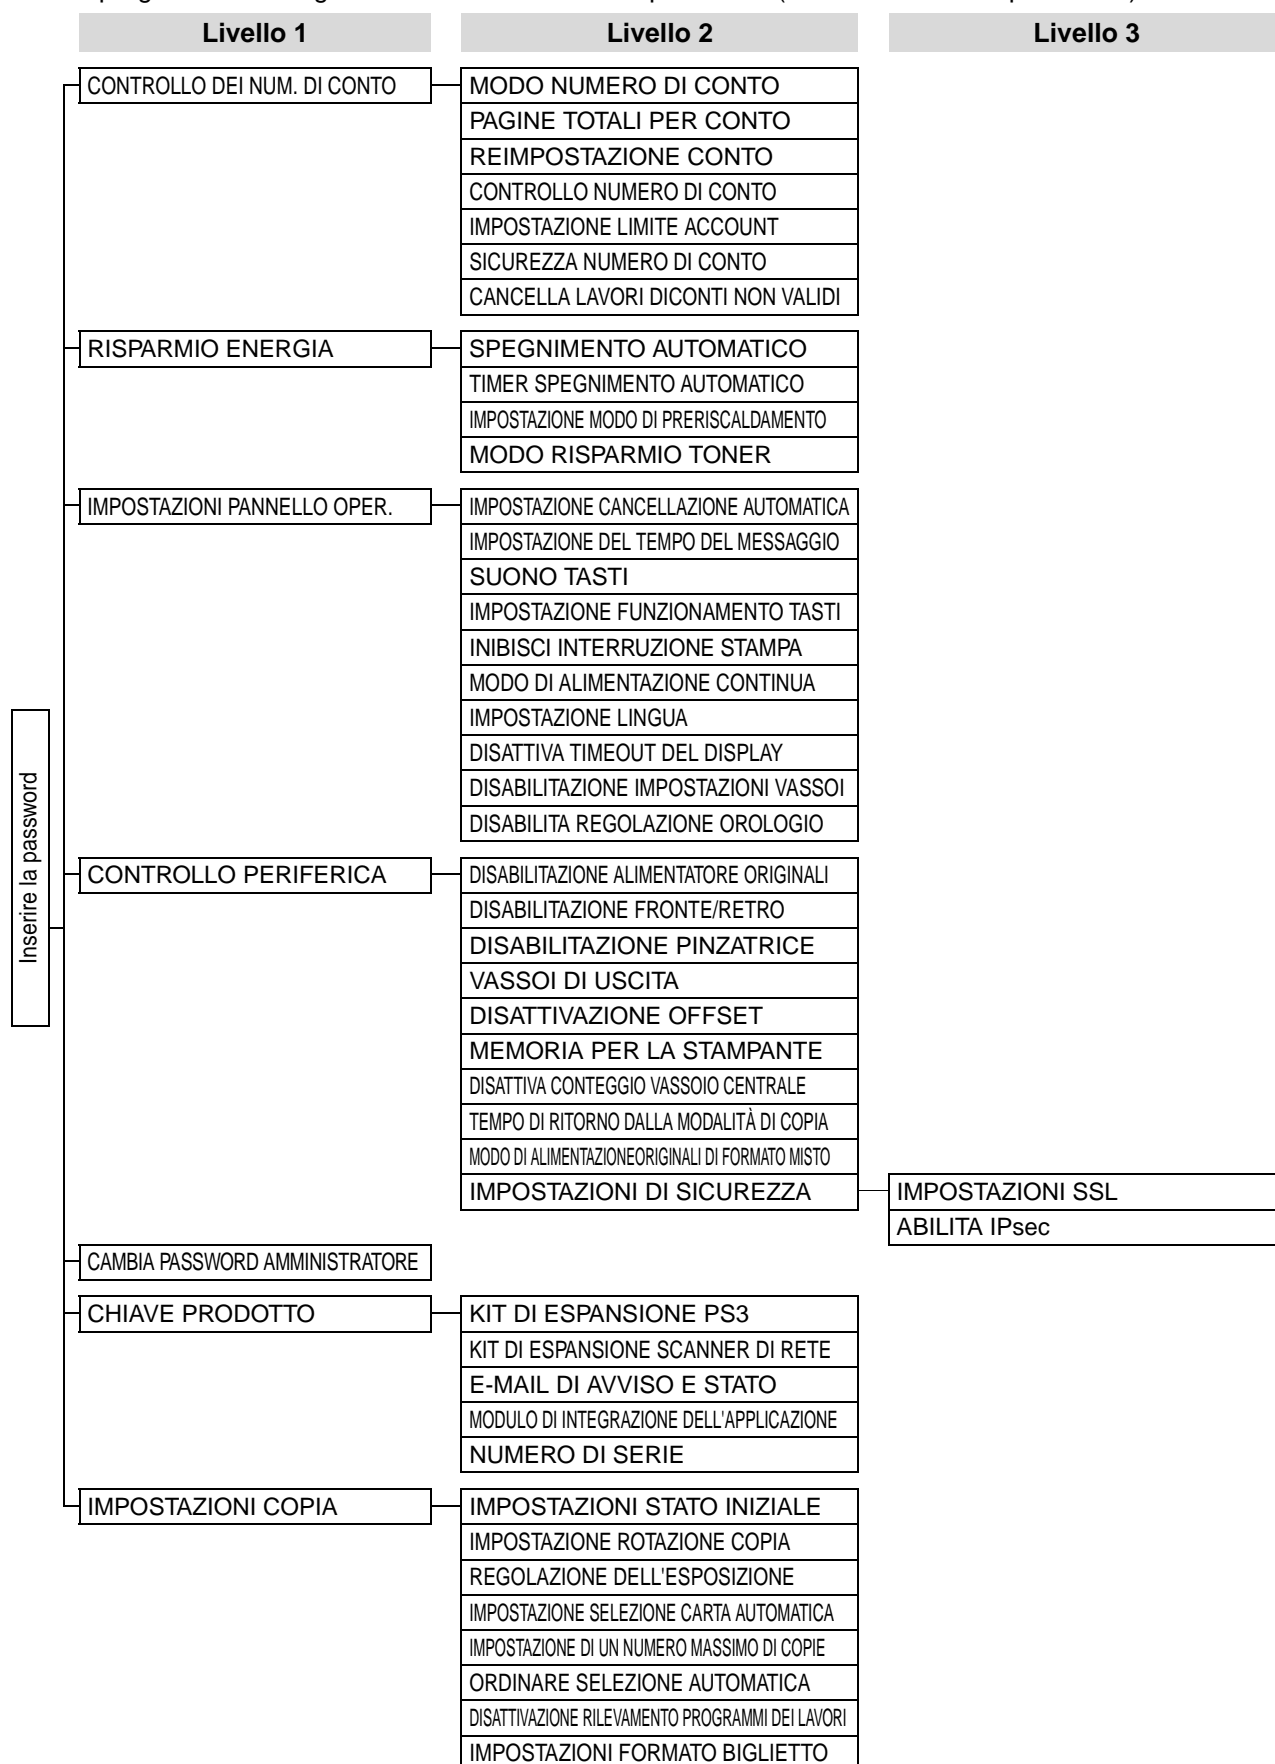 Livello 1
Livello 2
Livello 3
Inserire la password
CONTROLLO DEI NUM. DI CONTO
MODO NUMERO DI CONTO
PAGINE TOTALI PER CONTO
REIMPOSTAZIONE CONTO
CONTROLLO NUMERO DI CONTO
IMPOSTAZIONE LIMITE ACCOUNT
SICUREZZA NUMERO DI CONTO
CANCELLA LAVORI DICONTI NON VALIDI
RISPARMIO ENERGIA
SPEGNIMENTO AUTOMATICO
TIMER SPEGNIMENTO AUTOMATICO
IMPOSTAZIONE MODO DI PRERISCALDAMENTO
MODO RISPARMIO TONER
IMPOSTAZIONI PANNELLO OPER.
IMPOSTAZIONE CANCELLAZIONE AUTOMATICA
IMPOSTAZIONE DEL TEMPO DEL MESSAGGIO
SUONO TASTI
IMPOSTAZIONE FUNZIONAMENTO TASTI
INIBISCI INTERRUZIONE STAMPA
MODO DI ALIMENTAZIONE CONTINUA
IMPOSTAZIONE LINGUA
DISATTIVA TIMEOUT DEL DISPLAY
DISABILITAZIONE IMPOSTAZIONI VASSOI
DISABILITA REGOLAZIONE OROLOGIO
CONTROLLO PERIFERICA
DISABILITAZIONE ALIMENTATORE ORIGINALI
DISABILITAZIONE FRONTE/RETRO
DISABILITAZIONE PINZATRICE
VASSOI DI USCITA
DISATTIVAZIONE OFFSET
MEMORIA PER LA STAMPANTE
DISATTIVA CONTEGGIO VASSOIO CENTRALE
TEMPO DI RITORNO DALLA MODALITÀ DI COPIA
MODO DI ALIMENTAZIONEORIGINALI DI FORMATO MISTO
IMPOSTAZIONI DI SICUREZZA
IMPOSTAZIONI SSL
ABILITA IPsec
CAMBIA PASSWORD AMMINISTRATORE
CHIAVE PRODOTTO
KIT DI ESPANSIONE PS3
KIT DI ESPANSIONE SCANNER DI RETE
E-MAIL DI AVVISO E STATO
MODULO DI INTEGRAZIONE DELL'APPLICAZIONE
NUMERO DI SERIE
IMPOSTAZIONI COPIA
IMPOSTAZIONI STATO INIZIALE
IMPOSTAZIONE ROTAZIONE COPIA
REGOLAZIONE DELL'ESPOSIZIONE
IMPOSTAZIONE SELEZIONE CARTA AUTOMATICA
IMPOSTAZIONE DI UN NUMERO MASSIMO DI COPIE
ORDINARE SELEZIONE AUTOMATICA
DISATTIVAZIONE RILEVAMENTO PROGRAMMI DEI LAVORI
IMPOSTAZIONI FORMATO BIGLIETTO